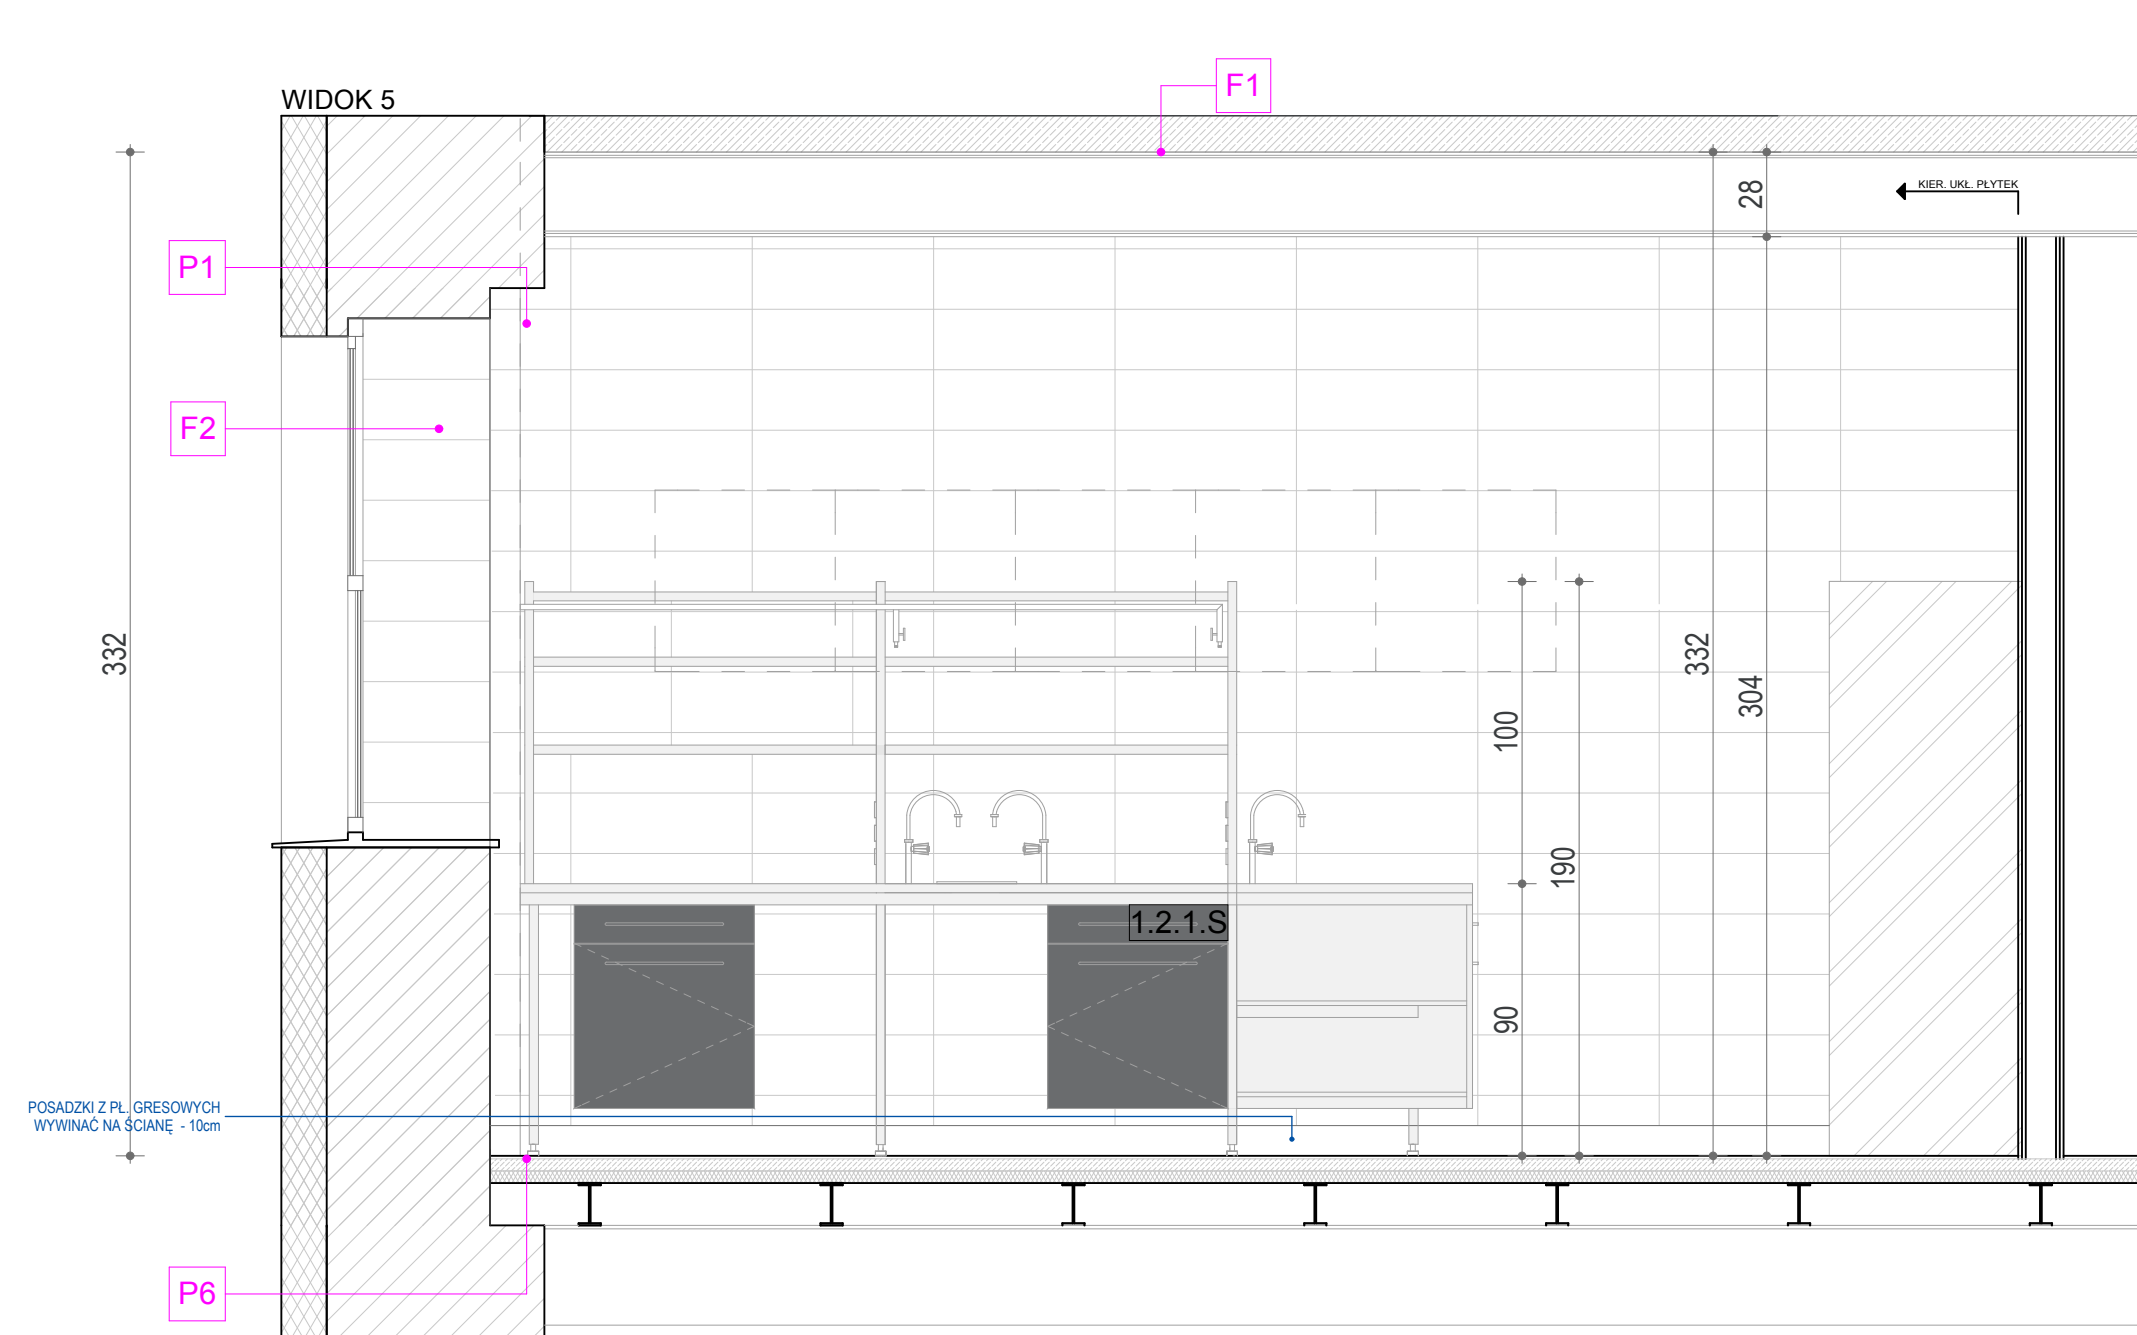 WIDOK 5
F1
P1
F2
KIER. UKŁ. PŁYTEK
28
332
332
304
100
190
90
1.2.1.S
POSADZKI Z PŁ. GRESOWYCH
WYWINAĆ NA ŚCIANĘ - 10cm
P6